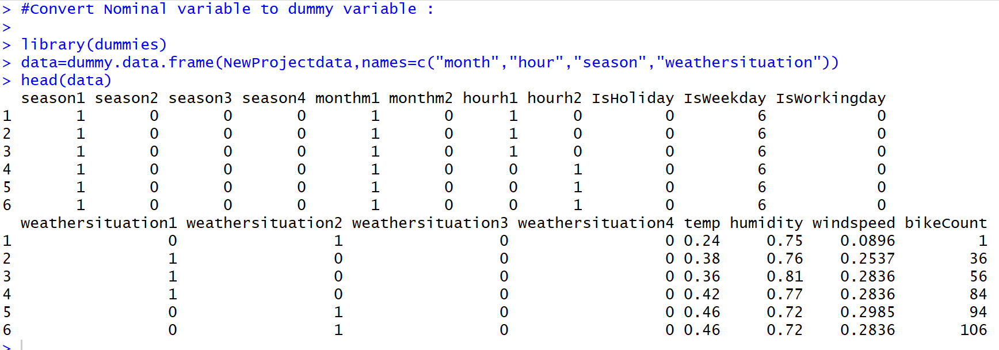 > #Convert Nominal variable to dummy variable :
>
> library(dummies)
> data=dummy.data.frame(NewProjectdata,names=c("month","hour","season","weathersituation"))
> head(data)
  season1 season2 season3 season4 monthm1 monthm2 hourh1 hourh2 IsHoliday IsWeekday IsWorkingday
1       1       0       0       0       1       0      1      0         0         6            0
2       1       0       0       0       1       0      1      0         0         6            0
3       1       0       0       0       1       0      1      0         0         6            0
4       1       0       0       0       1       0      0      1         0         6            0
5       1       0       0       0       1       0      0      1         0         6            0
6       1       0       0       0       1       0      0      1         0         6            0
  weathersituation1 weathersituation2 weathersituation3 weathersituation4 temp humidity windspeed bikeCount
1                 0                 1                 0                 0 0.24     0.75    0.0896         1
2                 1                 0                 0                 0 0.38     0.76    0.2537        36
3                 1                 0                 0                 0 0.36     0.81    0.2836        56
4                 1                 0                 0                 0 0.42     0.77    0.2836        84
5                 0                 1                 0                 0 0.46     0.72    0.2985        94
6                 0                 1                 0                 0 0.46     0.72    0.2836       106
>